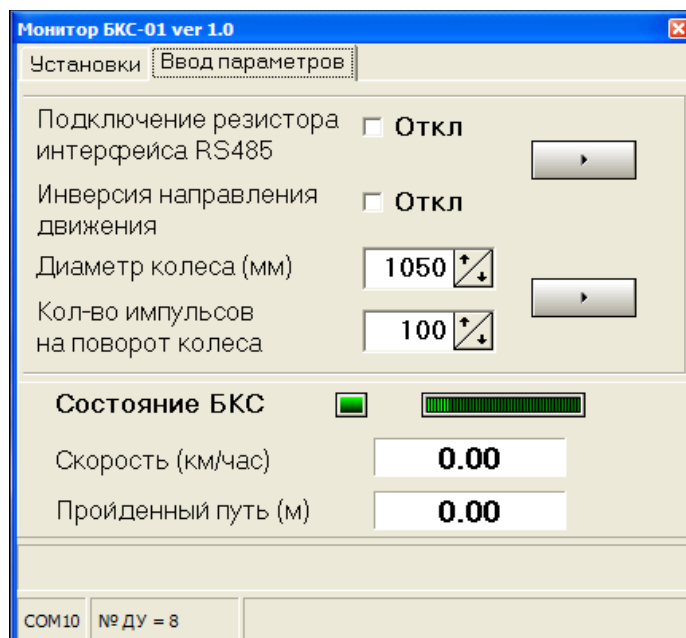 Монитор БКС-01 ver 1.0
Установки Ввод параметров
Подключение резистора
интерфейса RS485
Откл
Инверсия направления
движения
Откл
Диаметр колеса (мм)
1050
Кол-во импульсов
на поворот колеса
100
Состояние БКС
Скорость (км/час)
0.00
Пройденный путь (м)
0.00
COM10 № ДУ = 8